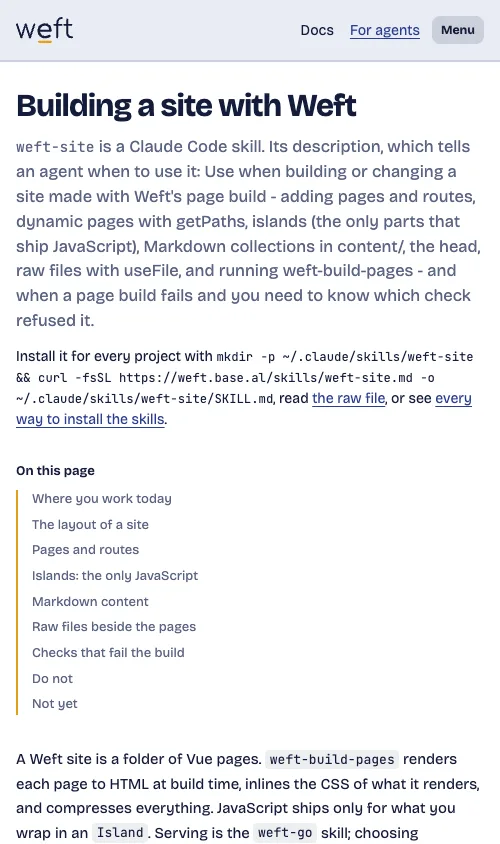 weft
Docs
For agents
Menu
Building a site with Weft
weft-site is a Claude Code skill. Its description, which tells
an agent when to use it: Use when building or changing a
site made with Weft's page build - adding pages and routes,
dynamic pages with getPaths, islands (the only parts that
ship JavaScript), Markdown collections in content/, the head,
raw files with useFile, and running weft-build-pages - and
when a page build fails and you need to know which check
refused it.
Install it for every project with mkdir -p ~/.claude/skills/weft-site
&& curl -fsSL https://weft.base.al/skills/weft-site.md -o
~/.claude/skills/weft-site/SKILL.md, read the raw file, or see every
way to install the skills.
On this page
Where you work today
The layout of a site
Pages and routes
Islands: the only JavaScript
Markdown content
Raw files beside the pages
Checks that fail the build
Do not
Not yet
A Weft site is a folder of Vue pages. weft-build-pages renders
each page to HTML at build time, inlines the CSS of what it renders,
and compresses everything. JavaScript ships only for what you
wrap in an Island. Serving is the weft-go skill; choosing